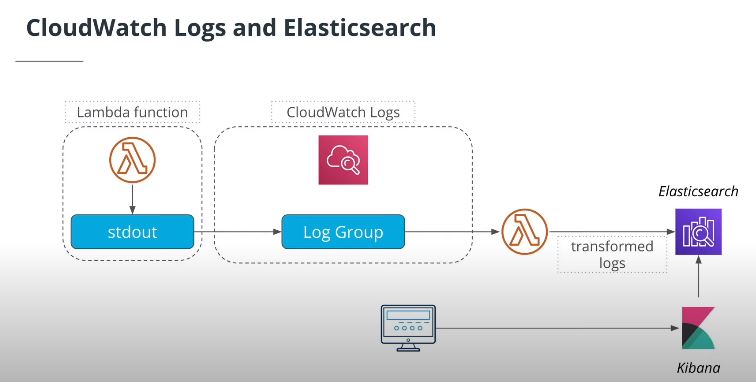 CloudWatch Logs and Elasticsearch
Lambda function
CloudWatch Logs
stdout
Log Group
transformed
logs
Elasticsearch
Kibana